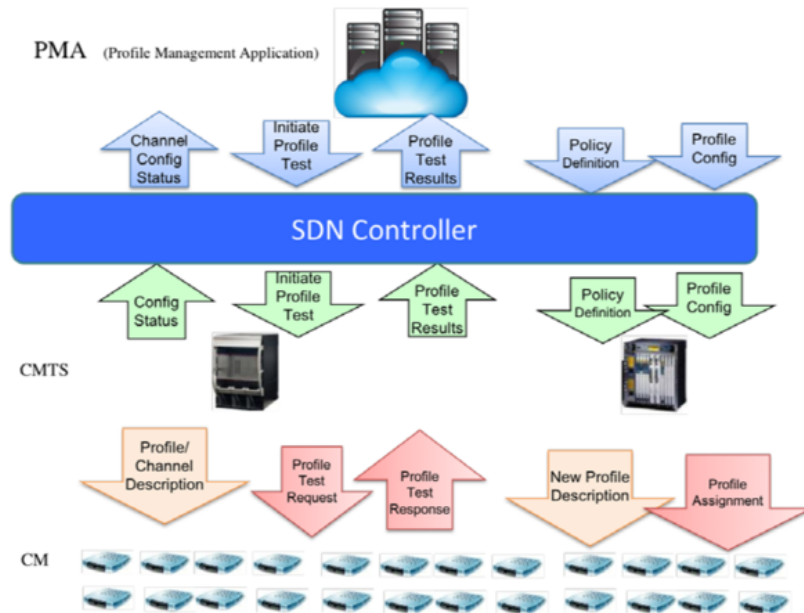 PMA (Profile Management Application)
Channel
Config
Status
Initiate
Profile
Test
Profile
Test
Results
Policy
Definition
Profile
Config
SDN Controller
Config
Status
Initiate
Profile
Test
Profile
Test
Results
Policy
Definition
Profile
Config
CMTS
Profile/
Channel
Description
Profile
Test
Request
Profile
Test
Response
New Profile
Description
Profile
Assignment
CM